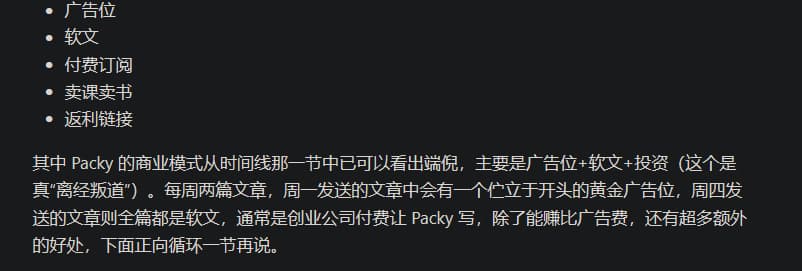 • 广告位
• 软文
• 付费订阅
• 卖课卖书
• 返利链接
其中 Packy 的商业模式从时间线那一节中已可以看出端倪，主要是广告位+软文+投资（这个是
真“离经叛道”）。每周两篇文章，周一发送的文章中会有一个伫立于开头的黄金广告位，周四发
送的文章则全篇都是软文，通常是创业公司付费让 Packy 写，除了能赚比广告费，还有超多额外
的好处，下面正向循环一节再说。